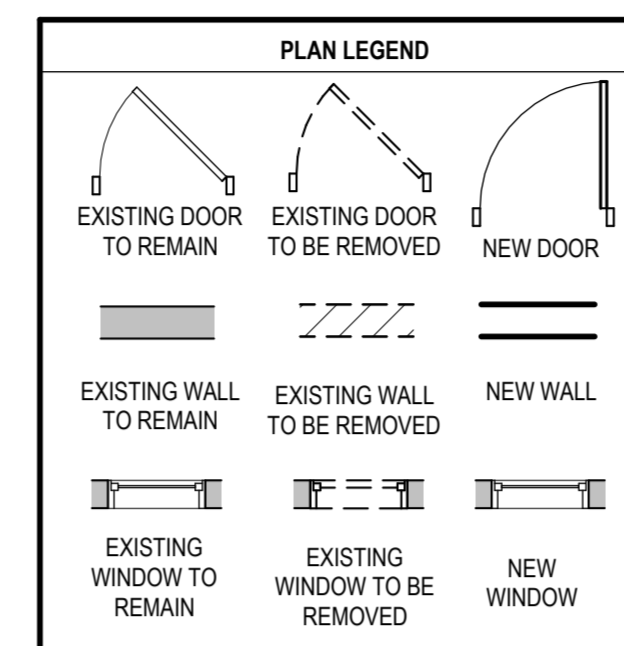 PLAN LEGEND
EXISTING DOOR
TO REMAIN
EXISTING DOOR
TO BE REMOVED
NEW DOOR
EXISTING WALL
TO REMAIN
EXISTING WALL
TO BE REMOVED
NEW WALL
EXISTING
WINDOW TO
REMAIN
EXISTING
WINDOW TO BE
REMOVED
NEW
WINDOW